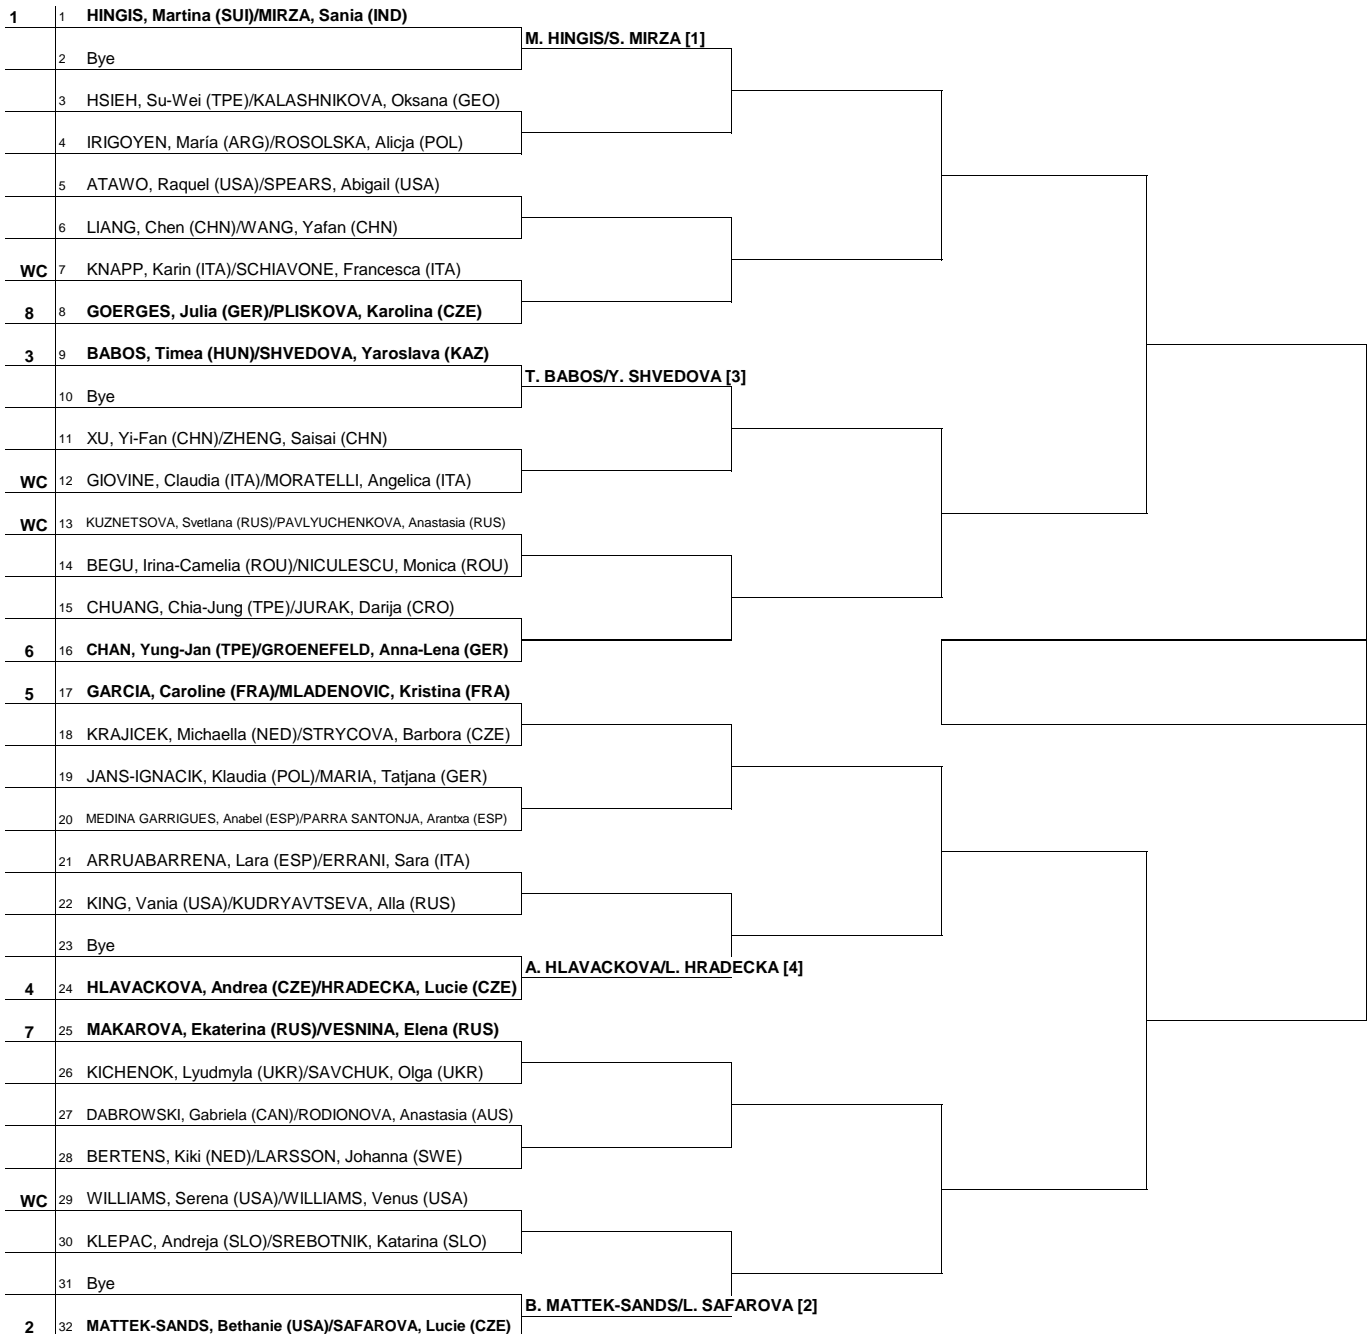 1 1 HINGIS, Martina (SUI)/MIRZA, Sania (IND)
M. HINGIS/S. MIRZA [1]
2 Bye
3 HSIEH, Su-Wei (TPE)/KALASHNIKOVA, Oksana (GEO)
4 IRIGOYEN, María (ARG)/ROSOLSKA, Alicja (POL)
5 ATAWO, Raquel (USA)/SPEARS, Abigail (USA)
6 LIANG, Chen (CHN)/WANG, Yafan (CHN)
WC 7 KNAPP, Karin (ITA)/SCHIAVONE, Francesca (ITA)
8 8 GOERGES, Julia (GER)/PLISKOVA, Karolina (CZE)
3 9 BABOS, Timea (HUN)/SHVEDOVA, Yaroslava (KAZ)
T. BABOS/Y. SHVEDOVA [3]
10 Bye
11 XU, Yi-Fan (CHN)/ZHENG, Saisai (CHN)
WC 12 GIOVINE, Claudia (ITA)/MORATELLI, Angelica (ITA)
WC 13 KUZNETSOVA, Svetlana (RUS)/PAVLYUCHENKOVA, Anastasia (RUS)
14 BEGU, Irina-Camelia (ROU)/NICULESCU, Monica (ROU)
15 CHUANG, Chia-Jung (TPE)/JURAK, Darija (CRO)
6 16 CHAN, Yung-Jan (TPE)/GROENEFELD, Anna-Lena (GER)
5 17 GARCIA, Caroline (FRA)/MLADENOVIC, Kristina (FRA)
18 KRAJICEK, Michaella (NED)/STRYCOVA, Barbora (CZE)
19 JANS-IGNACIK, Klaudia (POL)/MARIA, Tatjana (GER)
20 MEDINA GARRIGUES, Anabel (ESP)/PARRA SANTONJA, Arantxa (ESP)
21 ARRUABARRENA, Lara (ESP)/ERRANI, Sara (ITA)
22 KING, Vania (USA)/KUDRYAVTSEVA, Alla (RUS)
23 Bye
A. HLAVACKOVA/L. HRADECKA [4]
4 24 HLAVACKOVA, Andrea (CZE)/HRADECKA, Lucie (CZE)
7 25 MAKAROVA, Ekaterina (RUS)/VESNINA, Elena (RUS)
26 KICHENOK, Lyudmyla (UKR)/SAVCHUK, Olga (UKR)
27 DABROWSKI, Gabriela (CAN)/RODIONOVA, Anastasia (AUS)
28 BERTENS, Kiki (NED)/LARSSON, Johanna (SWE)
WC 29 WILLIAMS, Serena (USA)/WILLIAMS, Venus (USA)
30 KLEPAC, Andreja (SLO)/SREBOTNIK, Katarina (SLO)
31 Bye
B. MATTEK-SANDS/L. SAFAROVA [2]
2 32 MATTEK-SANDS, Bethanie (USA)/SAFAROVA, Lucie (CZE)